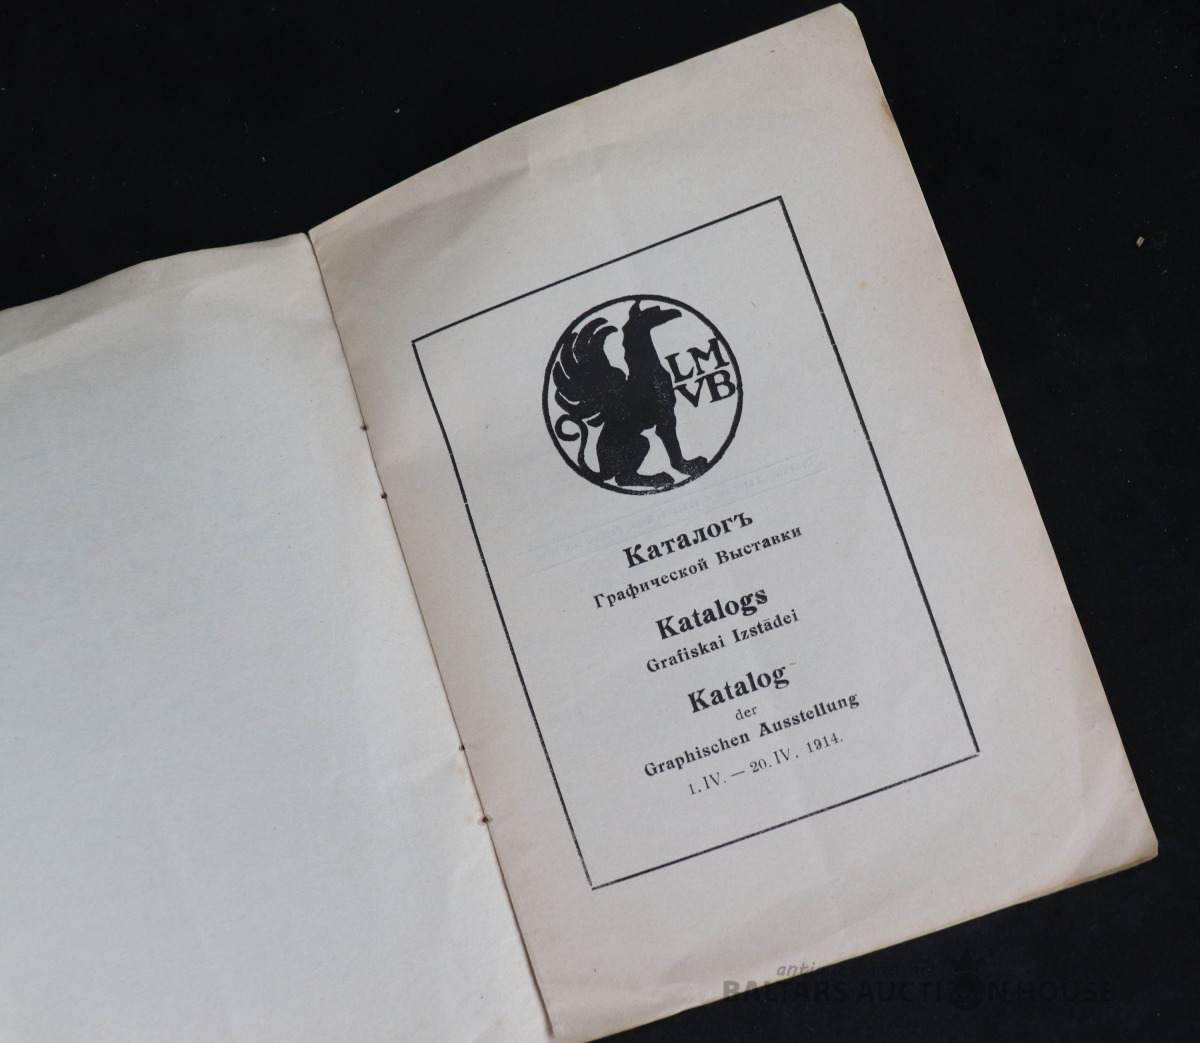 LM
VB
Каталогъ
Графической Выставки
Katalogs
Grafiskai Izstādei
Katalog
der
Graphischen Ausstellung
1. IV. — 20. IV. 1914.
BALTARS AUCTION HOUSE